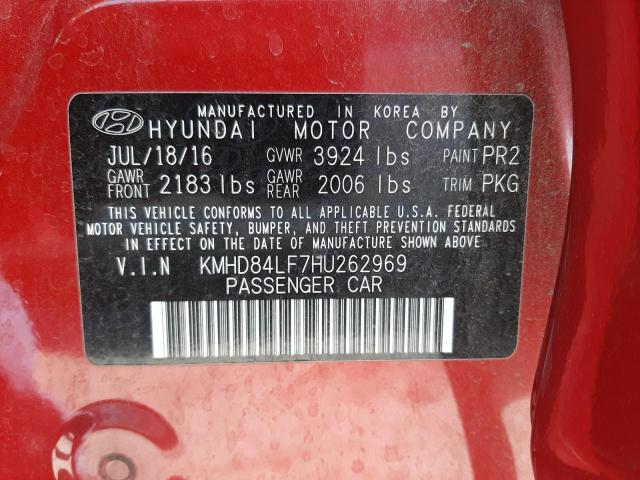 MANUFACTURED IN KOREA BY
HYUNDAI MOTOR COMPANY
JUL/18/16 GVWR 3924 lbs PAINT PR2
GAWR FRONT 2183 lbs GAWR REAR 2006 lbs TRIM PKG
THIS VEHICLE CONFORMS TO ALL APPLICABLE U.S.A. FEDERAL
MOTOR VEHICLE SAFETY, BUMPER, AND THEFT PREVENTION STANDARDS
IN EFFECT ON THE DATE OF MANUFACTURE SHOWN ABOVE.
V.I.N KMHD84LF7HU262969
PASSENGER CAR